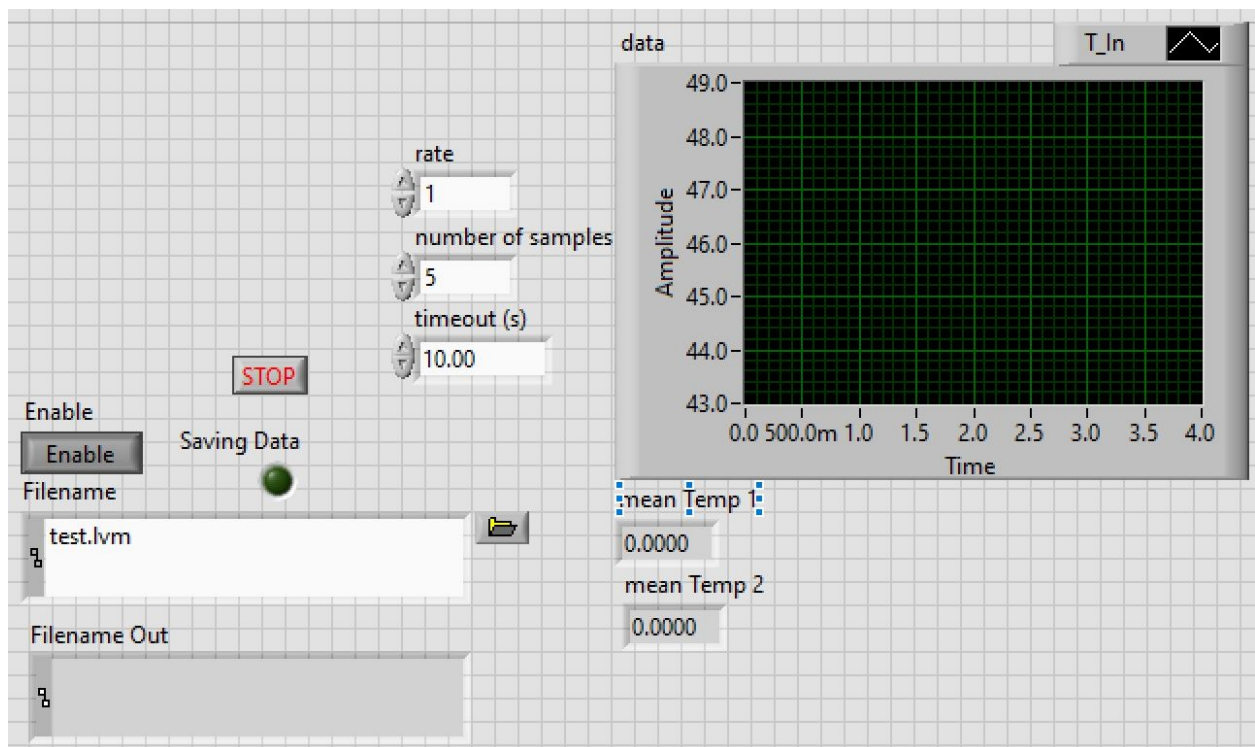 data
T_In
49.0
48.0
47.0
46.0
45.0
44.0
43.0
Amplitude
0.0 500.0m 1.0 1.5 2.0 2.5 3.0 3.5 4.0
Time
rate
1
number of samples
5
timeout (s)
10.00
STOP
Enable
Enable
Saving Data
Filename
test.lvm
Filename Out
mean Temp 1
0.0000
mean Temp 2
0.0000